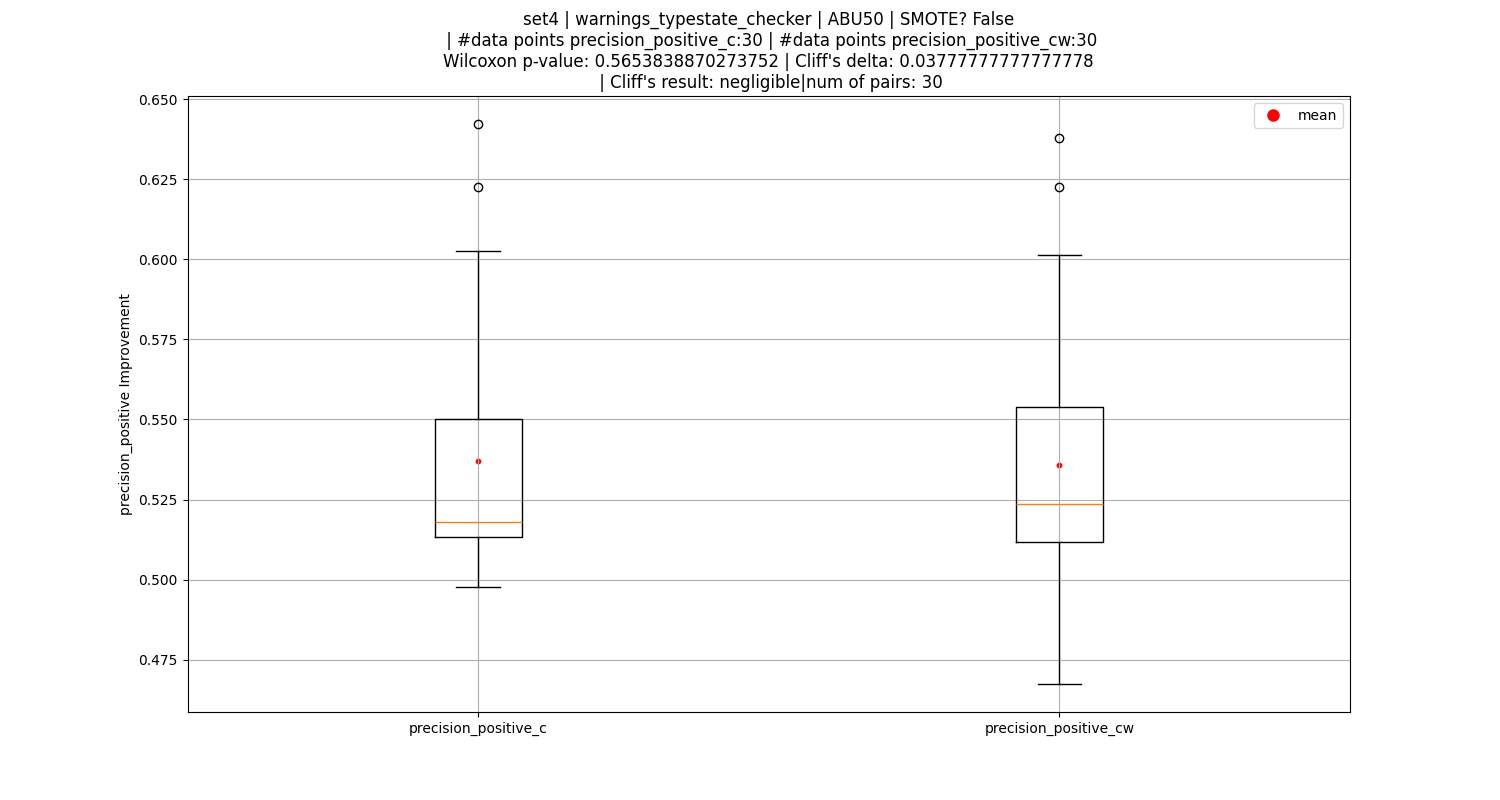 set4 | warnings_typestate_checker | ABU50 | SMOTE? False
| #data points precision_positive_c:30 | #data points precision_positive_cw:30
Wilcoxon p-value: 0.5653838870273752 | Cliff's delta: 0.03777777777777778
| Cliff's result: negligible|num of pairs: 30
mean
0.650
0.625
0.600
0.575
0.550
0.525
0.500
0.475
precision_positive Improvement
precision_positive_c
precision_positive_cw